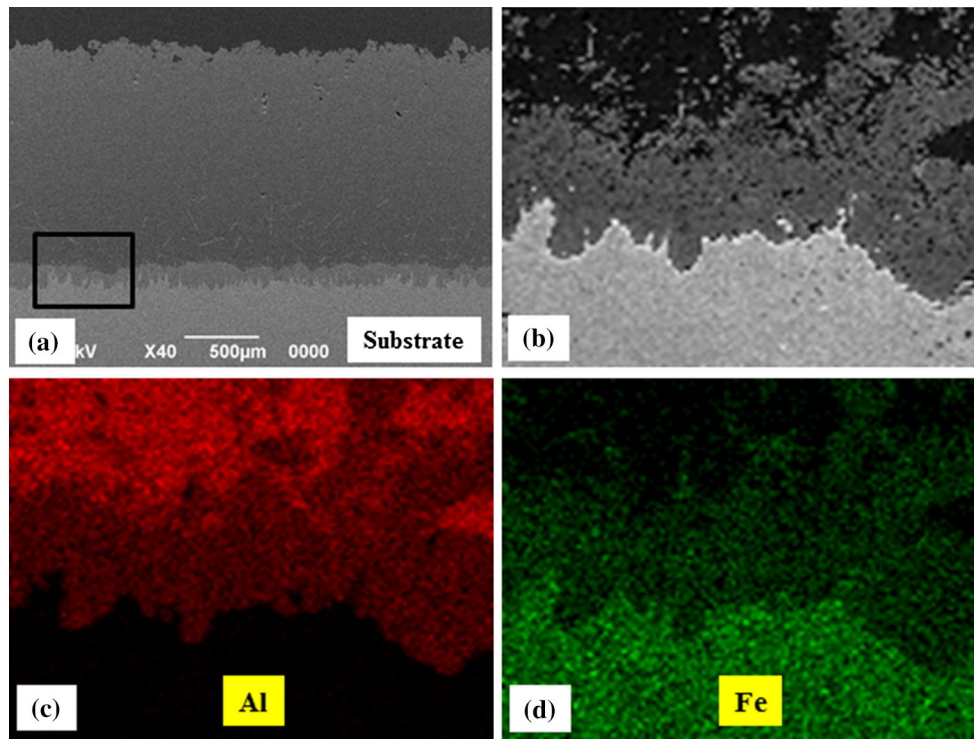 (a)
kV X40 500μm 0000
Substrate
(b)
(c)
Al
(d)
Fe